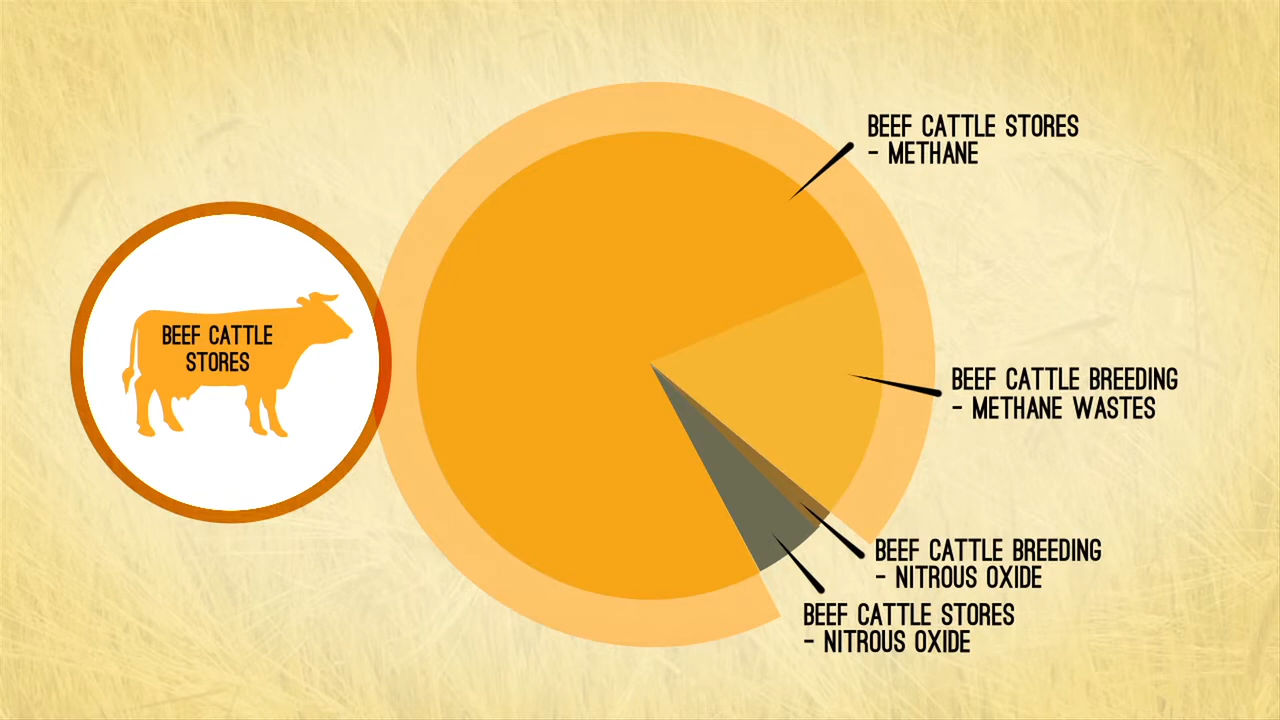 BEEF CATTLE STORES
- METHANE
BEEF CATTLE
STORES
BEEF CATTLE BREEDING
- METHANE WASTES
BEEF CATTLE BREEDING
- NITROUS OXIDE
BEEF CATTLE STORES
- NITROUS OXIDE